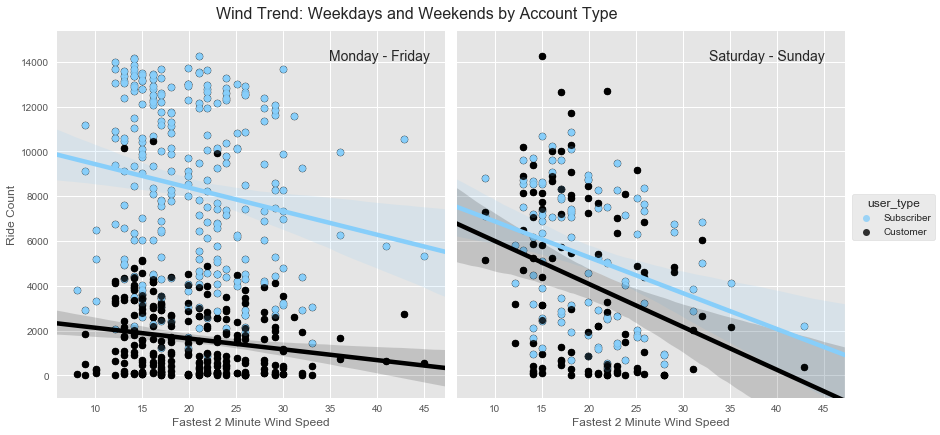 Wind Trend: Weekdays and Weekends by Account Type
Monday - Friday
Saturday - Sunday
Ride Count
14000
12000
10000
8000
6000
4000
2000
0
10 15 20 25 30 35 40 45
10 15 20 25 30 35 40 45
Fastest 2 Minute Wind Speed
Fastest 2 Minute Wind Speed
user_type
Subscriber
Customer